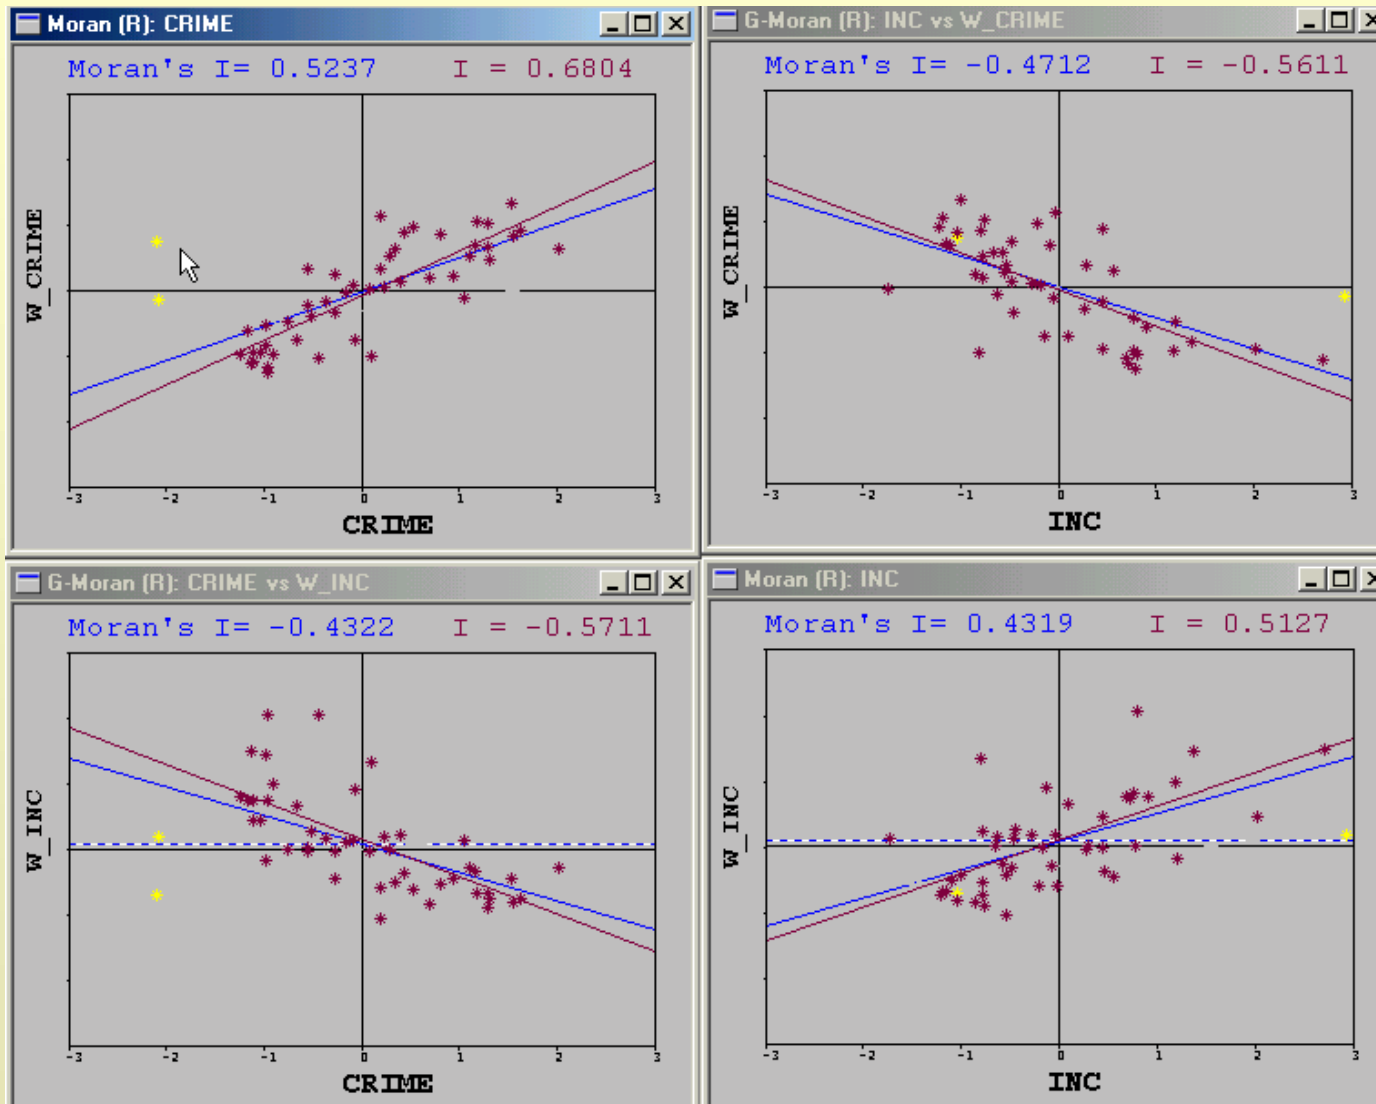 Moran (R): CRIME
Moran's I= 0.5237 I = 0.6804
W_CRIME
-3 -2 -1 0 1 2 3
CRIME
G-Moran (R): INC vs W_CRIME
Moran's I= -0.4712 I = -0.5611
W_CRIME
-3 -2 -1 0 1 2 3
INC
G-Moran (R): CRIME vs W_INC
Moran's I= -0.4322 I = -0.5711
W_INC
-3 -2 -1 0 1 2 3
CRIME
Moran (R): INC
Moran's I= 0.4319 I = 0.5127
W_INC
-3 -2 -1 0 1 2 3
INC